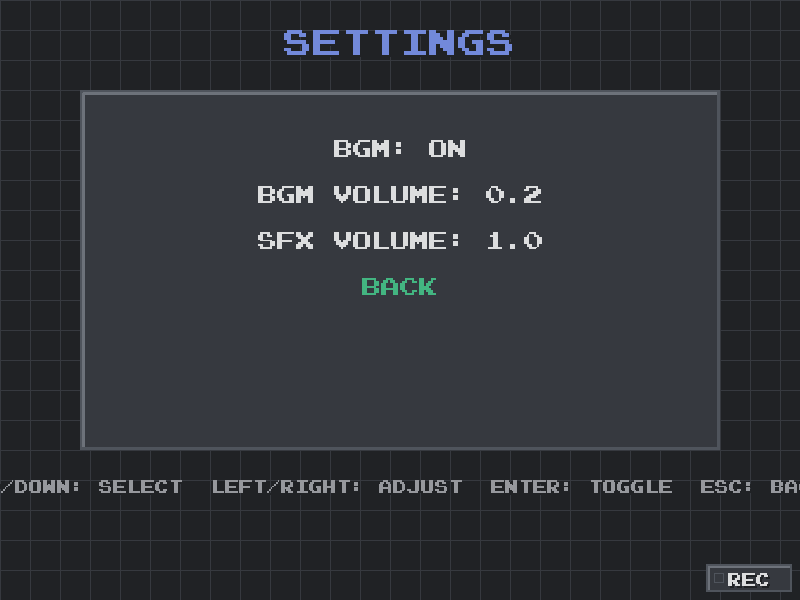 SETTINGS
BGM: ON
BGM VOLUME: 0.2
SFX VOLUME: 1.0
BACK
/DOWN: SELECT LEFT/RIGHT: ADJUST ENTER: TOGGLE ESC:
REC